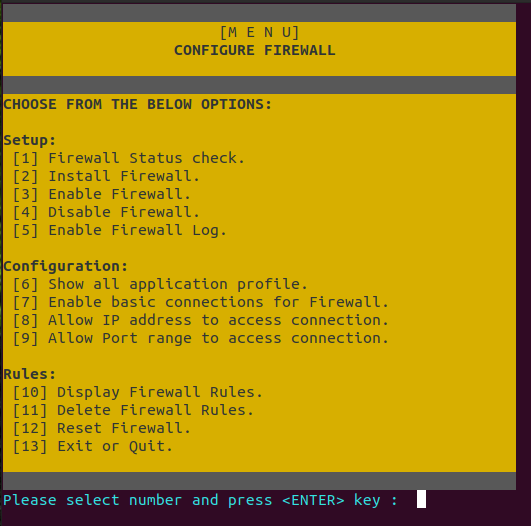 [M E N U]
CONFIGURE FIREWALL
CHOOSE FROM THE BELOW OPTIONS:
Setup:
[1] Firewall Status check.
[2] Install Firewall.
[3] Enable Firewall.
[4] Disable Firewall.
[5] Enable Firewall Log.
Configuration:
[6] Show all application profile.
[7] Enable basic connections for Firewall.
[8] Allow IP address to access connection.
[9] Allow Port range to access connection.
Rules:
[10] Display Firewall Rules.
[11] Delete Firewall Rules.
[12] Reset Firewall.
[13] Exit or Quit.
Please select number and press <ENTER> key :